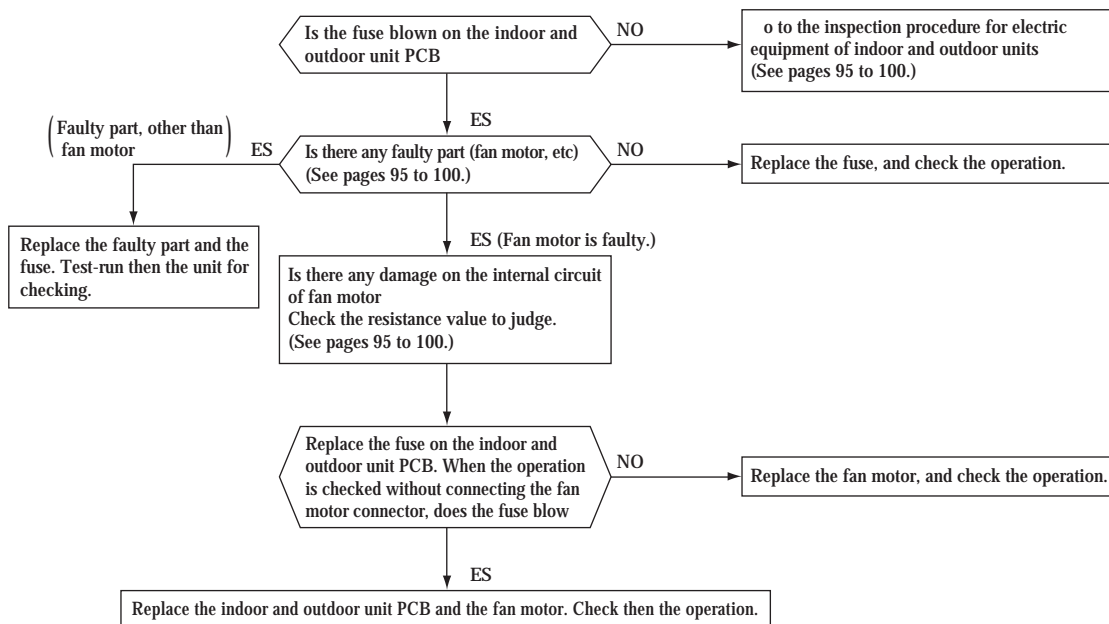 Is the fuse blown on the indoor and
outdoor unit PCB
NO
o to the inspection procedure for electric
equipment of indoor and outdoor units
(See pages 95 to 100.)
ES
(Faulty part, other than
fan motor)
ES
Is there any faulty part (fan motor, etc)
(See pages 95 to 100.)
NO
Replace the fuse, and check the operation.
Replace the faulty part and the
fuse. Test-run then the unit for
checking.
ES (Fan motor is faulty.)
Is there any damage on the internal circuit
of fan motor
Check the resistance value to judge.
(See pages 95 to 100.)
Replace the fuse on the indoor and
outdoor unit PCB. When the operation
is checked without connecting the fan
motor connector, does the fuse blow
NO
Replace the fan motor, and check the operation.
ES
Replace the indoor and outdoor unit PCB and the fan motor. Check then the operation.